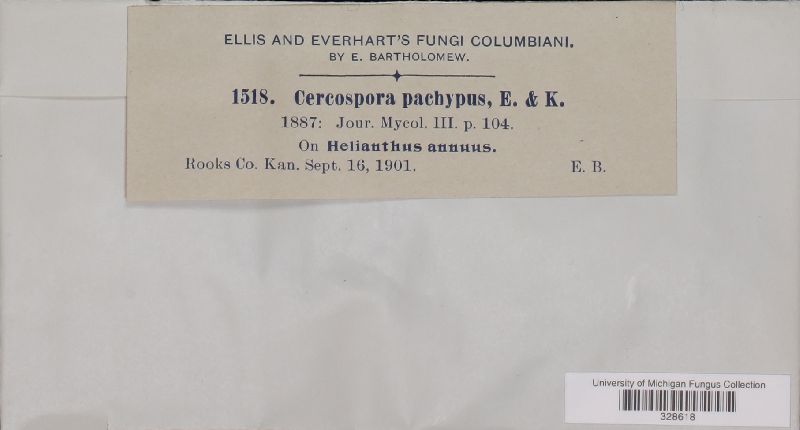 ELLIS AND EVERHART'S FUNGI COLUMBIANI.
BY E. BARTHOLOMEW.
1518. Cercospora pachypus, E. & K.
1887: Jour. Mycol. III. p. 104.
On Helianthus annuus.
Rooks Co. Kan. Sept. 16, 1901. E. B.
University of Michigan Fungus Collection
328618